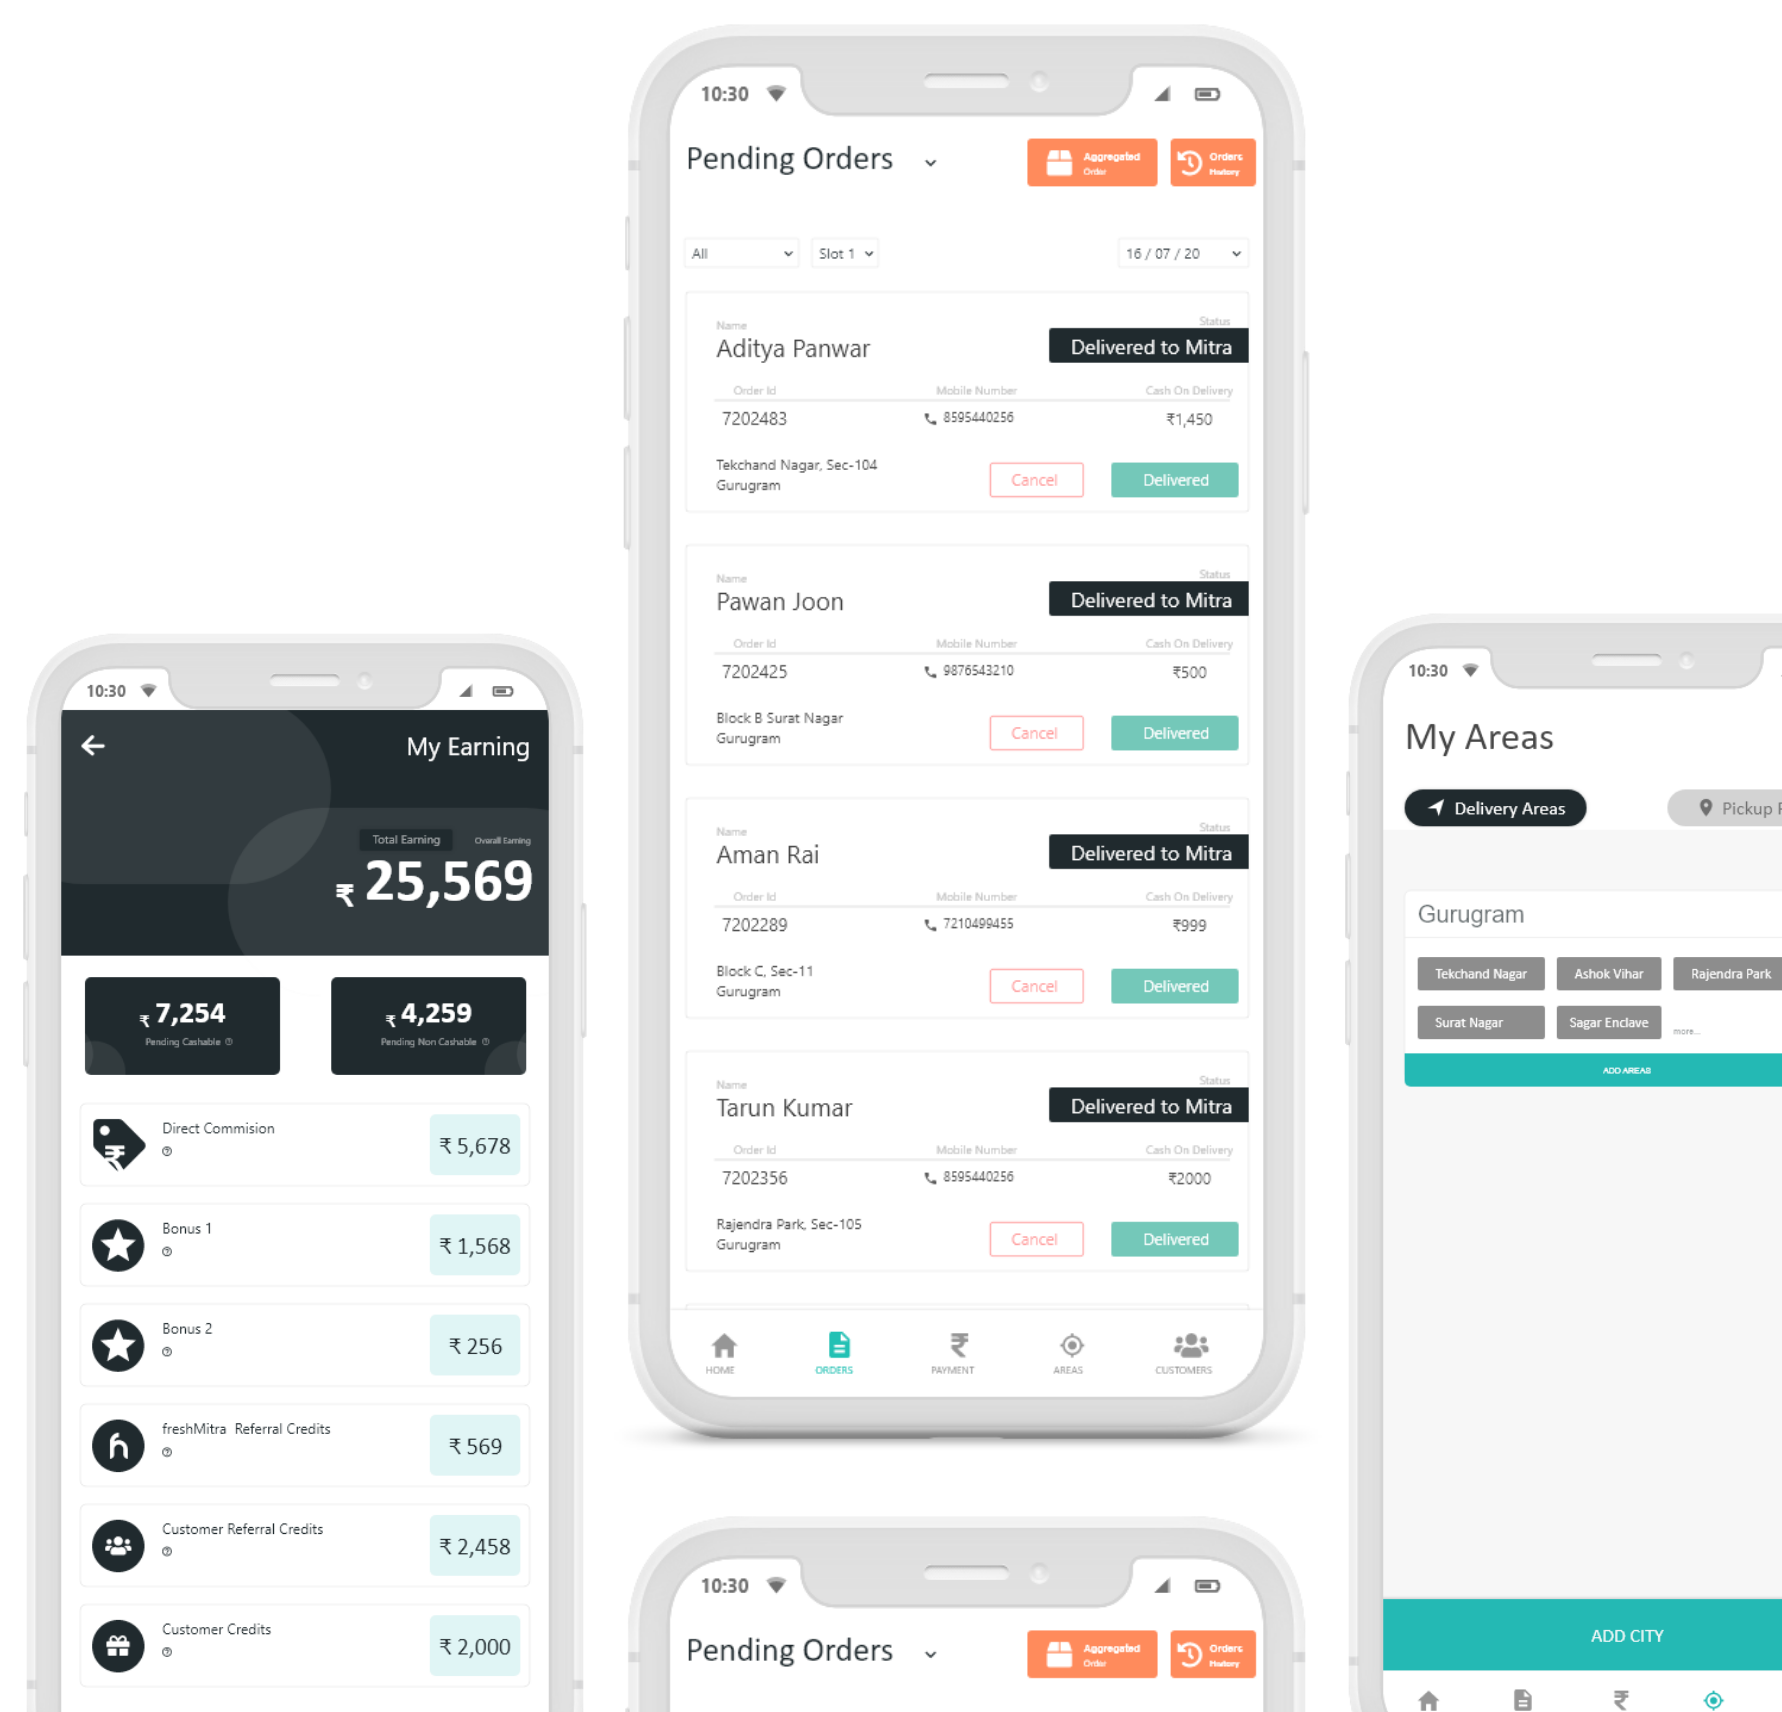 10:30
Pending Orders
Aggregated
Order
Orders
History
All
Slot 1
16 / 07 / 20
Name
Status
Aditya Panwar
Delivered to Mitra
Order Id
Mobile Number
Cash On Delivery
7202483
8595440256
₹1,450
Tekchand Nagar, Sec-104
Gurugram
Cancel
Delivered
Name
Status
Pawan Joon
Delivered to Mitra
Order Id
Mobile Number
Cash On Delivery
7202425
9876543210
₹500
Block B Surat Nagar
Gurugram
Cancel
Delivered
Name
Status
Aman Rai
Delivered to Mitra
Order Id
Mobile Number
Cash On Delivery
7202289
7210499455
₹999
Block C, Sec-11
Gurugram
Cancel
Delivered
Name
Status
Tarun Kumar
Delivered to Mitra
Order Id
Mobile Number
Cash On Delivery
7202356
8595440256
₹2000
Rajendra Park, Sec-105
Gurugram
Cancel
Delivered
HOME
ORDERS
PAYMENT
AREAS
CUSTOMERS
10:30
My Earning
Total Earning
Overall Earning
₹ 25,569
₹ 7,254
Pending Cashable
₹ 4,259
Pending Non Cashable
Direct Commision
₹ 5,678
Bonus 1
₹ 1,568
Bonus 2
₹ 256
freshMitra Referral Credits
₹ 569
Customer Referral Credits
₹ 2,458
Customer Credits
₹ 2,000
10:30
My Areas
Delivery Areas
Pickup
Gurugram
Tekchand Nagar
Ashok Vihar
Rajendra Park
Surat Nagar
Sagar Enclave
more...
ADD AREAS
ADD CITY
10:30
Pending Orders
Aggregated
Order
Orders
History